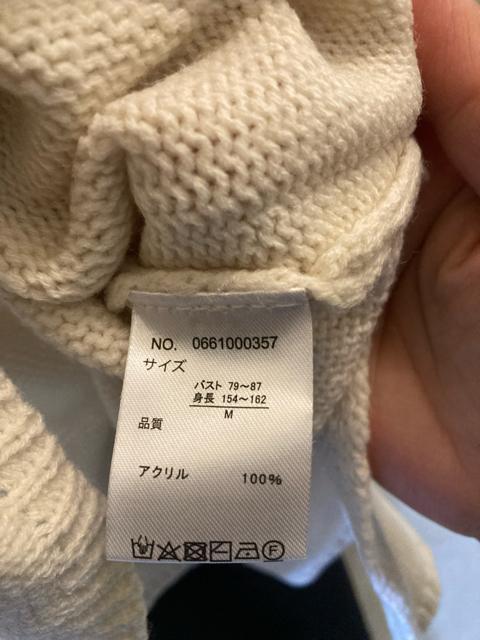 NO. 0661000357
サイズ
バスト 79〜87
身長 154〜162
M
品質
アクリル 100%
F